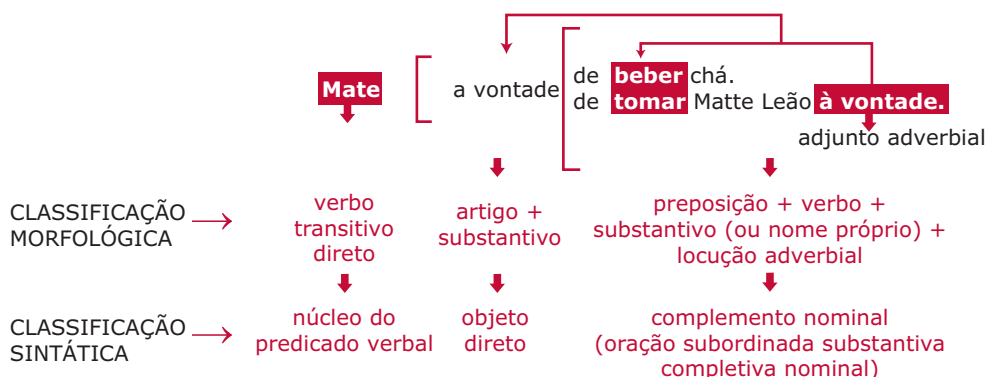 Mate
a vontade
de beber chá.
de tomar Matte Leão à vontade.
adjunto adverbial
CLASSIFICAÇÃO
MORFOLÓGICA
verbo
transitivo
direto
artigo +
substantivo
preposição + verbo +
substantivo (ou nome próprio) +
locução adverbial
CLASSIFICAÇÃO
SINTÁTICA
núcleo do
predicado verbal
objeto
direto
complemento nominal
(oração subordinada substantiva
completiva nominal)